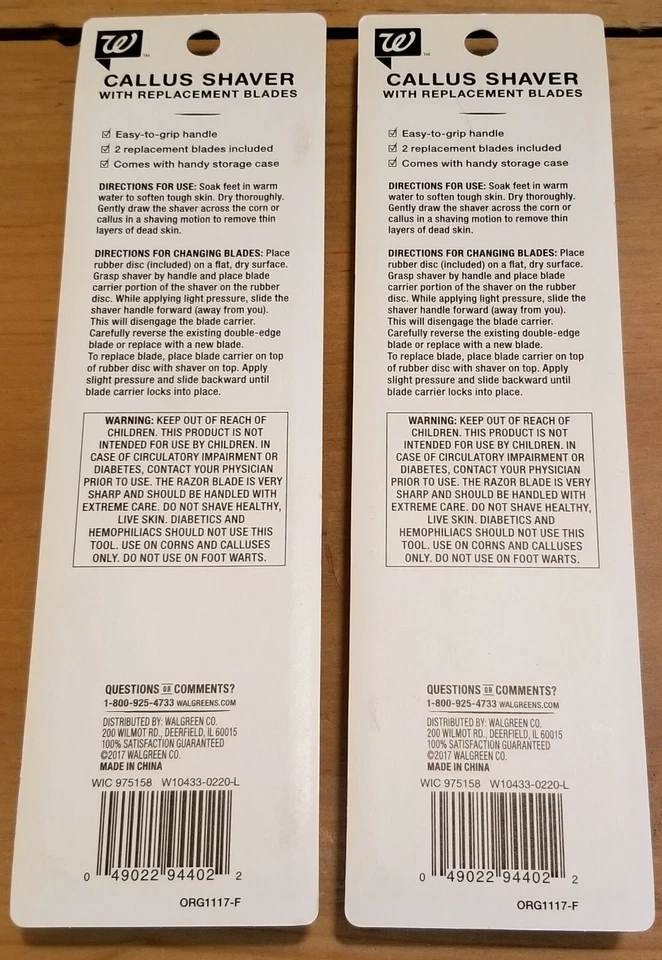 W™
CALLUS SHAVER
WITH REPLACEMENT BLADES
☑ Easy-to-grip handle
☑ 2 replacement blades included
☑ Comes with handy storage case
DIRECTIONS FOR USE: Soak feet in warm
water to soften tough skin. Dry thoroughly.
Gently draw the shaver across the corn or
callus in a shaving motion to remove thin
layers of dead skin.
DIRECTIONS FOR CHANGING BLADES: Place
rubber disc (included) on a flat, dry surface.
Grasp shaver by handle and place blade
carrier portion of the shaver on the rubber
disc. While applying light pressure, slide the
shaver handle forward (away from you).
This will disengage the blade carrier.
Carefully reverse the existing double-edge
blade or replace with a new blade.
To replace blade, place blade carrier on top
of rubber disc with shaver on top. Apply
slight pressure and slide backward until
blade carrier locks into place.
WARNING: KEEP OUT OF REACH OF
CHILDREN. THIS PRODUCT IS NOT
INTENDED FOR USE BY CHILDREN. IN
CASE OF CIRCULATORY IMPAIRMENT OR
DIABETES, CONTACT YOUR PHYSICIAN
PRIOR TO USE. THE RAZOR BLADE IS VERY
SHARP AND SHOULD BE HANDLED WITH
EXTREME CARE. DO NOT SHAVE HEALTHY,
LIVE SKIN. DIABETICS AND
HEMOPHILIACS SHOULD NOT USE THIS
TOOL. USE ON CORNS AND CALLUSES
ONLY. DO NOT USE ON FOOT WARTS.
QUESTIONS OR COMMENTS?
1-800-925-4733 WALGREENS.COM
DISTRIBUTED BY: WALGREEN CO.
200 WILMOT RD., DEERFIELD, IL 60015
100% SATISFACTION GUARANTEED
©2017 WALGREEN CO.
MADE IN CHINA
WIC 975158 W10433-0220-L
0 49022 94402 2
ORG1117-F
W™
CALLUS SHAVER
WITH REPLACEMENT BLADES
☑ Easy-to-grip handle
☑ 2 replacement blades included
☑ Comes with handy storage case
DIRECTIONS FOR USE: Soak feet in warm
water to soften tough skin. Dry thoroughly.
Gently draw the shaver across the corn or
callus in a shaving motion to remove thin
layers of dead skin.
DIRECTIONS FOR CHANGING BLADES: Place
rubber disc (included) on a flat, dry surface.
Grasp shaver by handle and place blade
carrier portion of the shaver on the rubber
disc. While applying light pressure, slide the
shaver handle forward (away from you).
This will disengage the blade carrier.
Carefully reverse the existing double-edge
blade or replace with a new blade.
To replace blade, place blade carrier on top
of rubber disc with shaver on top. Apply
slight pressure and slide backward until
blade carrier locks into place.
WARNING: KEEP OUT OF REACH OF
CHILDREN. THIS PRODUCT IS NOT
INTENDED FOR USE BY CHILDREN. IN
CASE OF CIRCULATORY IMPAIRMENT OR
DIABETES, CONTACT YOUR PHYSICIAN
PRIOR TO USE. THE RAZOR BLADE IS VERY
SHARP AND SHOULD BE HANDLED WITH
EXTREME CARE. DO NOT SHAVE HEALTHY,
LIVE SKIN. DIABETICS AND
HEMOPHILIACS SHOULD NOT USE THIS
TOOL. USE ON CORNS AND CALLUSES
ONLY. DO NOT USE ON FOOT WARTS.
QUESTIONS OR COMMENTS?
1-800-925-4733 WALGREENS.COM
DISTRIBUTED BY: WALGREEN CO.
200 WILMOT RD., DEERFIELD, IL 60015
100% SATISFACTION GUARANTEED
©2017 WALGREEN CO.
MADE IN CHINA
WIC 975158 W10433-0220-L
0 49022 94402 2
ORG1117-F